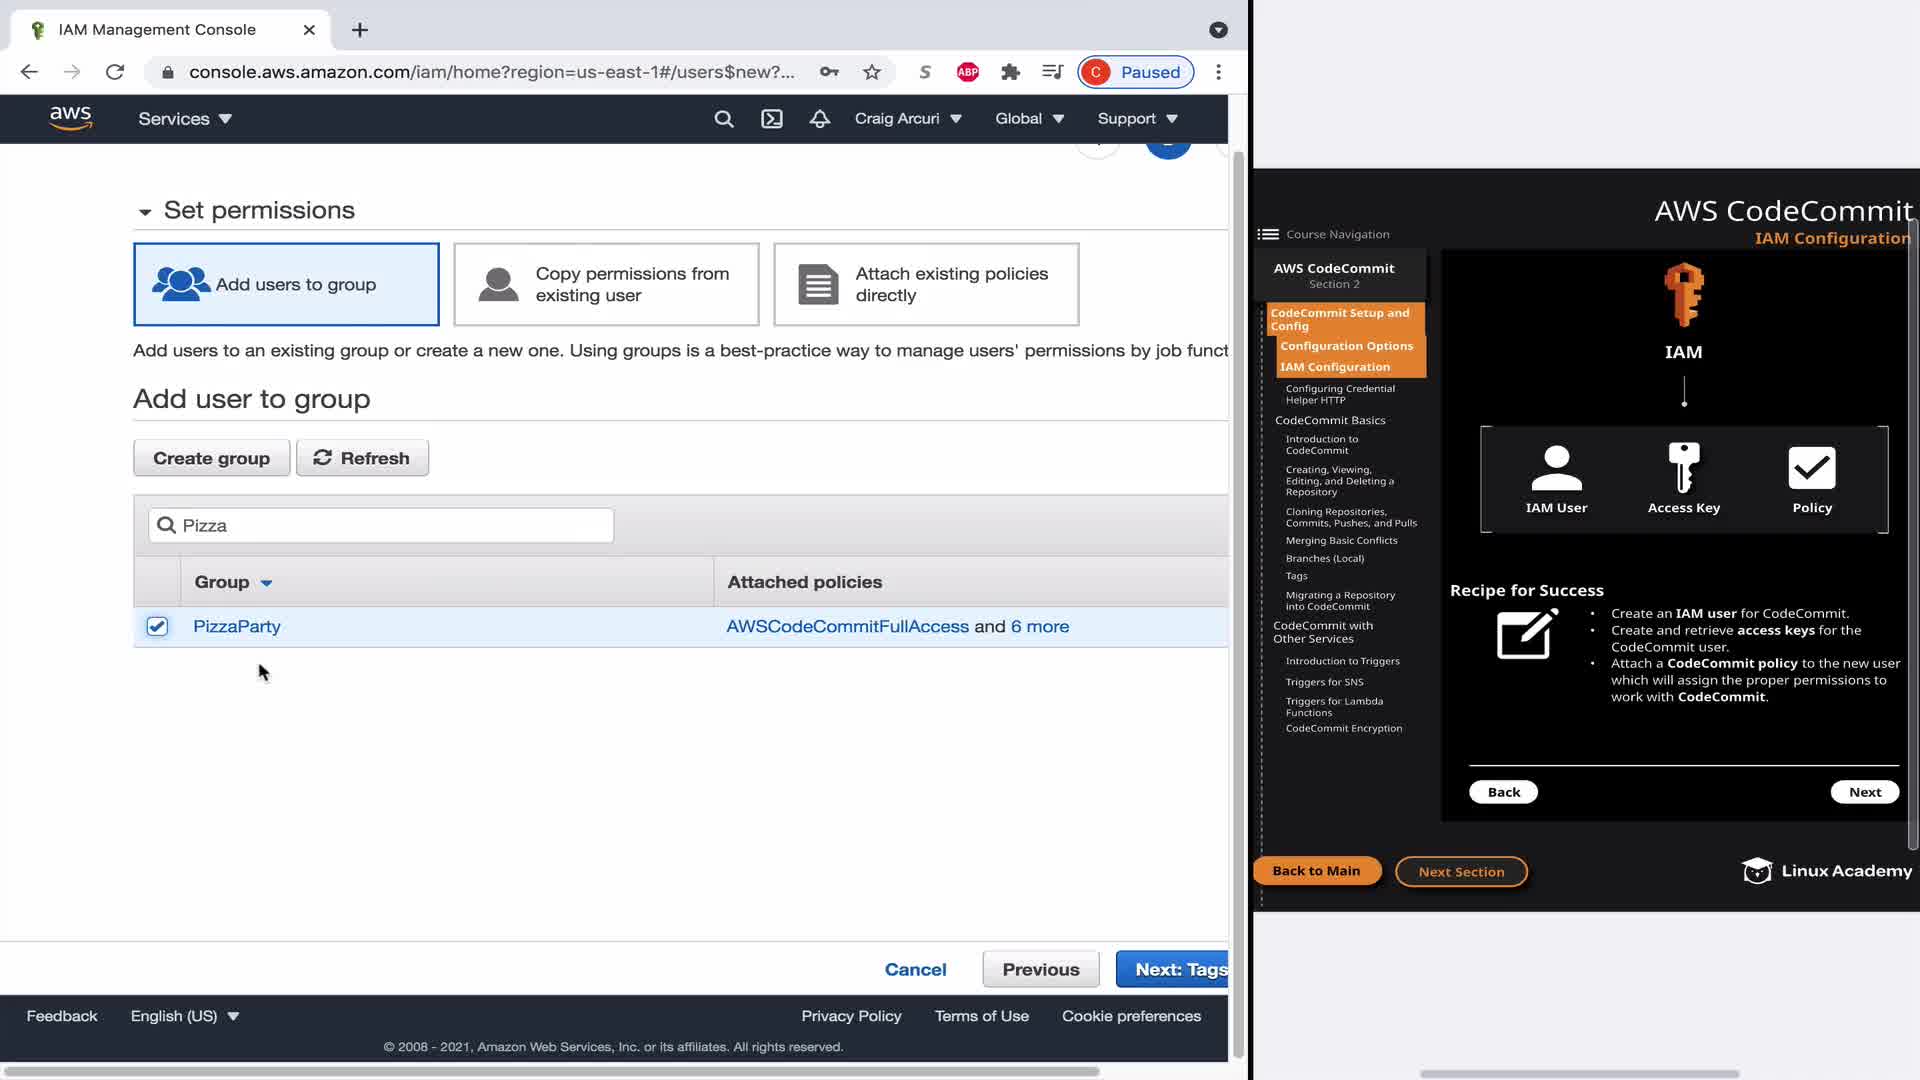 IAM Management Console
console.aws.amazon.com/iam/home?region=us-east-1#/users$new?...
S
ABP
C
Paused
aws
Services
Craig Arcuri
Global
Support
Set permissions
Add users to group
Copy permissions from
existing user
Attach existing policies
directly
Add users to an existing group or create a new one. Using groups is a best-practice way to manage users' permissions by job funct
Add user to group
Create group
Refresh
Pizza
Group
Attached policies
PizzaParty
AWSCodeCommitFullAccess and 6 more
Cancel
Previous
Next: Tags
Feedback
English (US)
Privacy Policy
Terms of Use
Cookie preferences
© 2008 - 2021, Amazon Web Services, Inc. or its affiliates. All rights reserved.
AWS CodeCommit
IAM Configuration
Course Navigation
AWS CodeCommit
Section 2
CodeCommit Setup and
Config
Configuration Options
IAM Configuration
Configuring Credential
Helper HTTP
CodeCommit Basics
Introduction to
CodeCommit
Creating, Viewing,
Editing, and Deleting a
Repository
Cloning Repositories,
Commits, Pushes, and Pulls
Merging Basic Conflicts
Branches (Local)
Tags
Migrating a Repository
into CodeCommit
CodeCommit with
Other Services
Introduction to Triggers
Triggers for SNS
Triggers for Lambda
Functions
CodeCommit Encryption
IAM
IAM User
Access Key
Policy
Recipe for Success
• Create an IAM user for CodeCommit.
• Create and retrieve access keys for the
CodeCommit user.
• Attach a CodeCommit policy to the new user
which will assign the proper permissions to
work with CodeCommit.
Back
Next
Back to Main
Next Section
Linux Academy